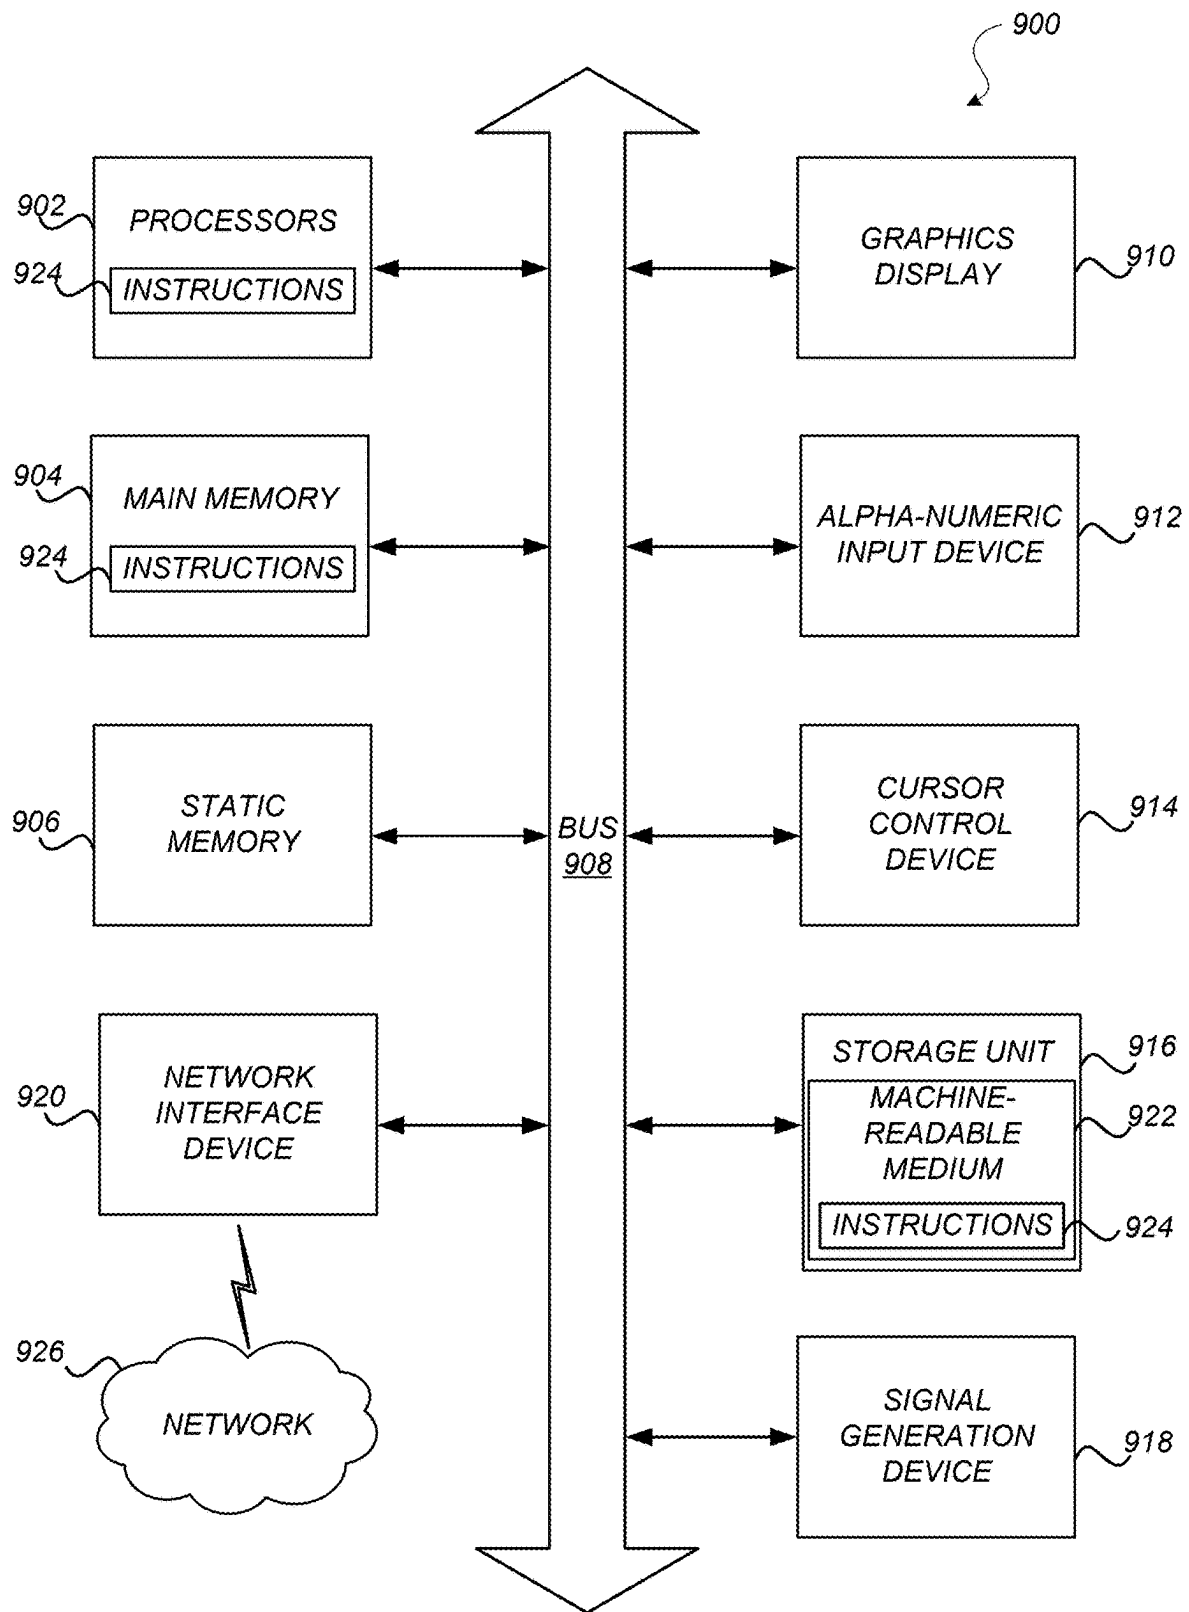 900
902
PROCESSORS
924
INSTRUCTIONS
904
MAIN MEMORY
924
INSTRUCTIONS
906
STATIC
MEMORY
920
NETWORK
INTERFACE
DEVICE
926
NETWORK
BUS
908
GRAPHICS
DISPLAY
910
ALPHA-NUMERIC
INPUT DEVICE
912
CURSOR
CONTROL
DEVICE
914
STORAGE UNIT
916
MACHINE-
READABLE
MEDIUM
922
INSTRUCTIONS
924
SIGNAL
GENERATION
DEVICE
918